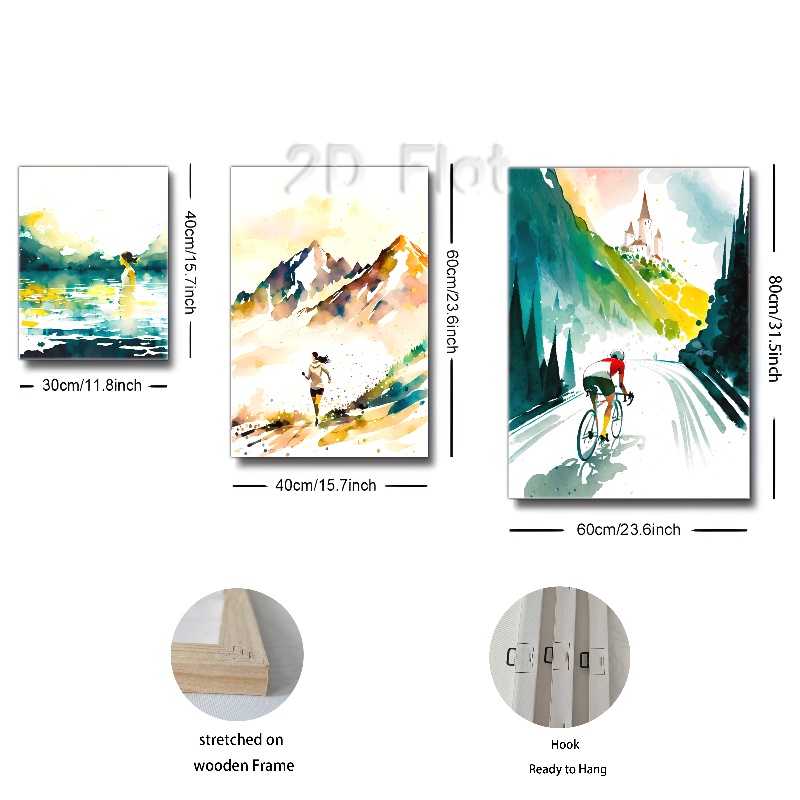 2D Flat
40cm/15.7inch
30cm/11.8inch
60cm/23.6inch
40cm/15.7inch
80cm/31.5inch
60cm/23.6inch
stretched on
wooden Frame
Hook
Ready to Hang